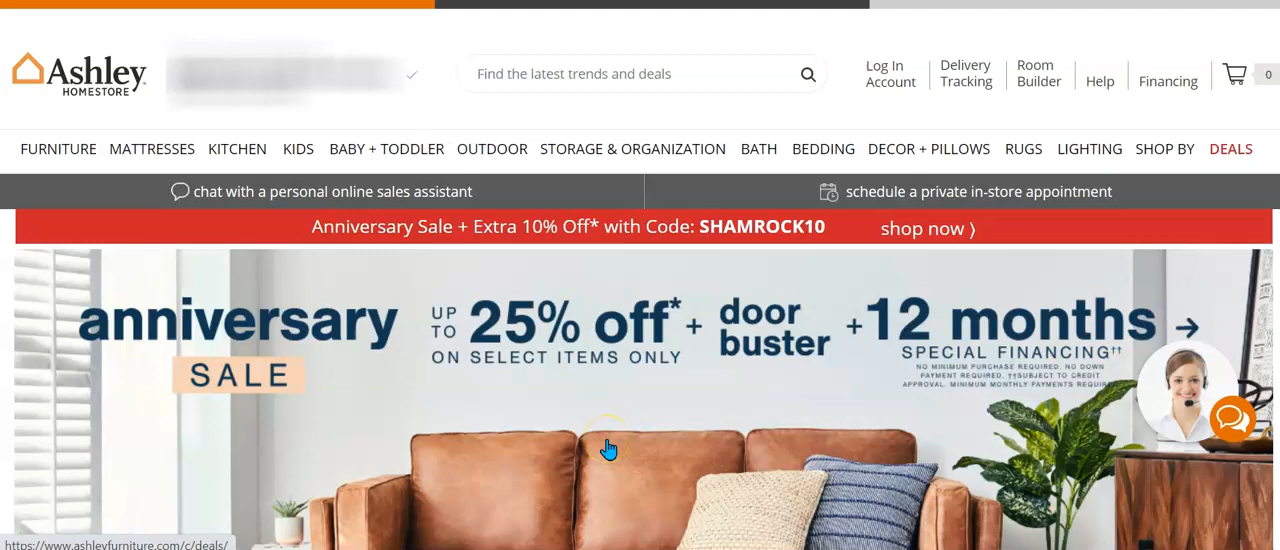 Ashley
HOMESTORE
Find the latest trends and deals
Log In
Account
Delivery
Tracking
Room
Builder
Help
Financing
0
FURNITURE MATTRESSES KITCHEN KIDS BABY + TODDLER OUTDOOR STORAGE & ORGANIZATION BATH BEDDING DECOR + PILLOWS RUGS LIGHTING SHOP BY DEALS
chat with a personal online sales assistant
schedule a private in-store appointment
Anniversary Sale + Extra 10% Off* with Code: SHAMROCK10 shop now ⟩
anniversary
SALE
UP
TO 25% off* +
ON SELECT ITEMS ONLY
door
buster
+12 months →
SPECIAL FINANCING††
NO MINIMUM PURCHASE REQUIRED. NO DOWN
PAYMENT REQUIRED. ††SUBJECT TO CREDIT
APPROVAL. MINIMUM MONTHLY PAYMENTS
https://www.ashleyfurniture.com/c/deals/